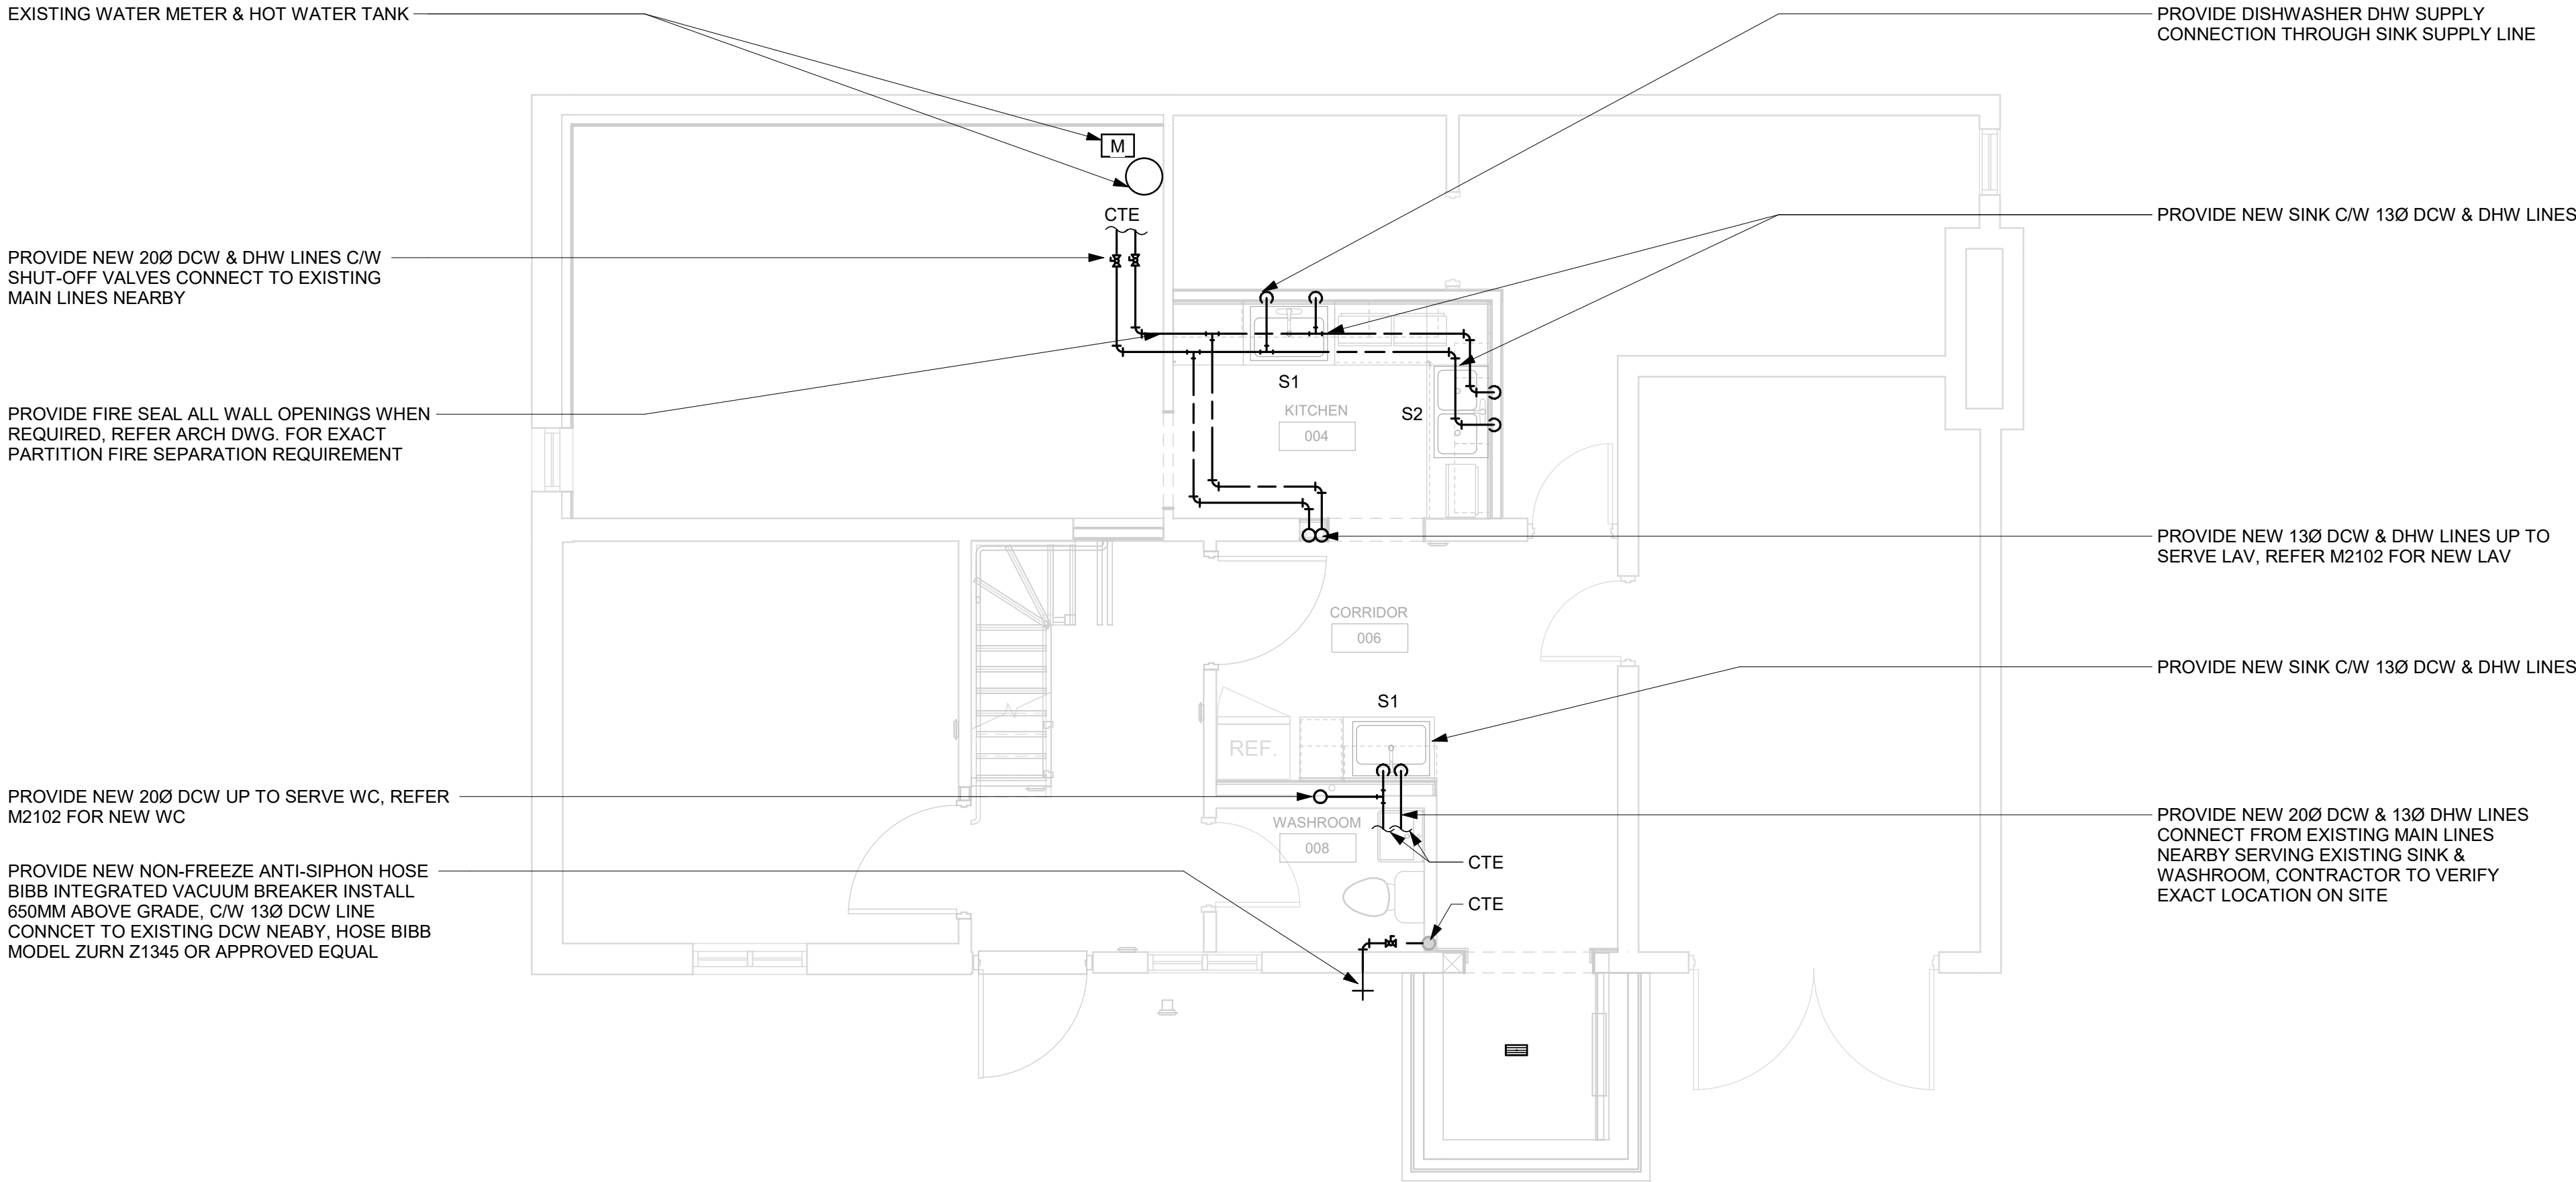 EXISTING WATER METER & HOT WATER TANK
PROVIDE DISHWASHER DHW SUPPLY
CONNECTION THROUGH SINK SUPPLY LINE
M
CTE
PROVIDE NEW SINK C/W 13Ø DCW & DHW LINES
PROVIDE NEW 20Ø DCW & DHW LINES C/W
SHUT-OFF VALVES CONNECT TO EXISTING
MAIN LINES NEARBY
S1
S2
KITCHEN
004
PROVIDE FIRE SEAL ALL WALL OPENINGS WHEN
REQUIRED, REFER ARCH DWG. FOR EXACT
PARTITION FIRE SEPARATION REQUIREMENT
PROVIDE NEW 13Ø DCW & DHW LINES UP TO
SERVE LAV, REFER M2102 FOR NEW LAV
CORRIDOR
006
PROVIDE NEW SINK C/W 13Ø DCW & DHW LINES
S1
REF.
PROVIDE NEW 20Ø DCW UP TO SERVE WC, REFER
M2102 FOR NEW WC
WASHROOM
008
PROVIDE NEW 20Ø DCW & 13Ø DHW LINES
CONNECT FROM EXISTING MAIN LINES
NEARBY SERVING EXISTING SINK &
WASHROOM, CONTRACTOR TO VERIFY
EXACT LOCATION ON SITE
CTE
CTE
PROVIDE NEW NON-FREEZE ANTI-SIPHON HOSE
BIBB INTEGRATED VACUUM BREAKER INSTALL
650MM ABOVE GRADE, C/W 13Ø DCW LINE
CONNCET TO EXISTING DCW NEABY, HOSE BIBB
MODEL ZURN Z1345 OR APPROVED EQUAL